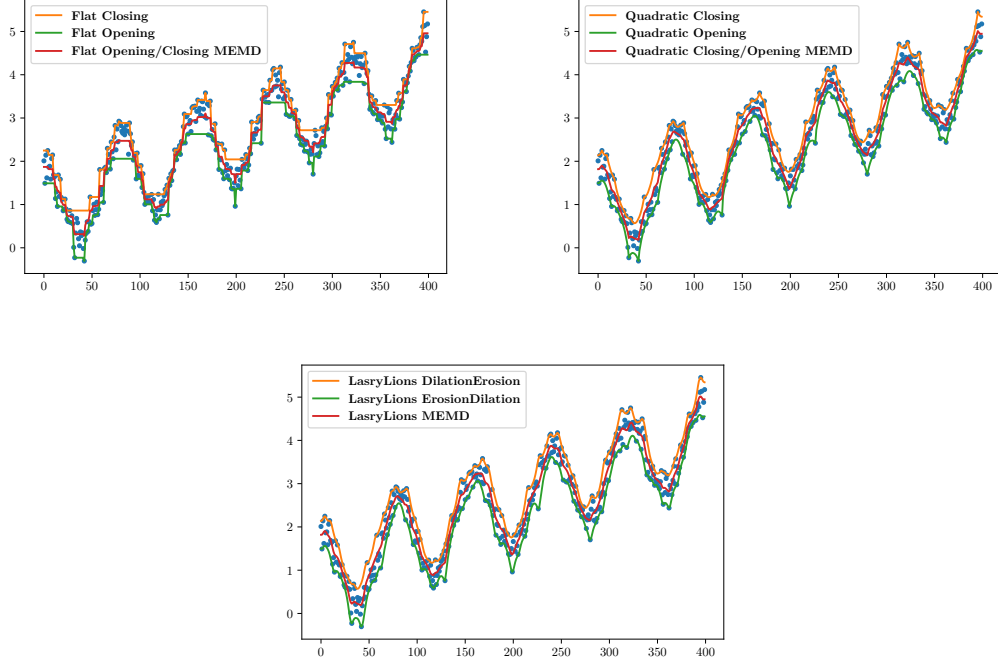 Flat Closing
Flat Opening
Flat Opening/Closing MEMD
5
4
3
2
1
0
0 50 100 150 200 250 300 350 400
Quadratic Closing
Quadratic Opening
Quadratic Closing/Opening MEMD
5
4
3
2
1
0
0 50 100 150 200 250 300 350 400
LasryLions DilationErosion
LasryLions ErosionDilation
LasryLions MEMD
5
4
3
2
1
0
0 50 100 150 200 250 300 350 400